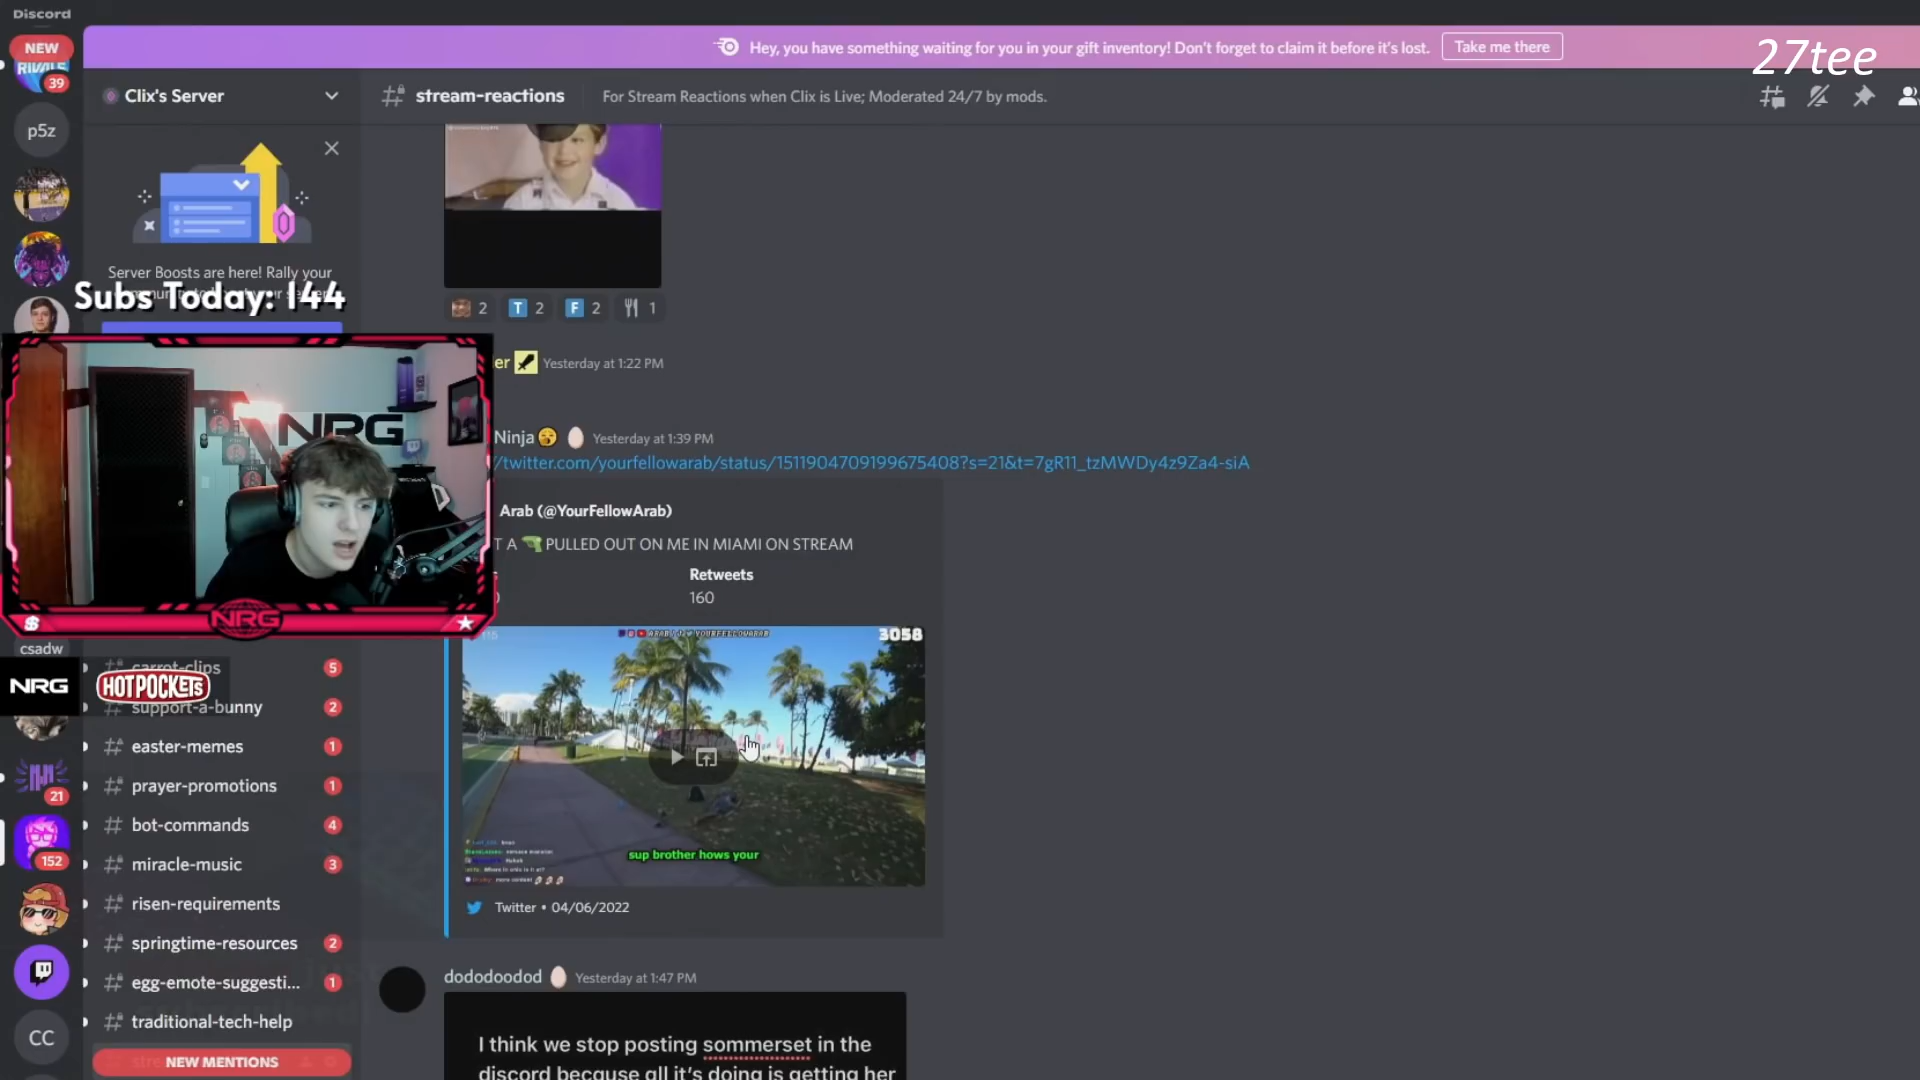 Discord
NEW
RIVALS
39
Hey, you have something waiting for you in your gift inventory! Don't forget to claim it before it's lost.
Take me there
27tee
Clix's Server
stream-reactions
For Stream Reactions when Clix is Live; Moderated 24/7 by mods.
p5z
Server Boosts are here! Rally your
Subs Today: 144
2
T 2
F 2
1
er
Yesterday at 1:22 PM
NRG
Ninja
Yesterday at 1:39 PM
/twitter.com/yourfellowarab/status/1511904709199675408?s=21&t=7gR11_tzMWDy4z9Za4-siA
Arab (@YourFellowArab)
T A PULLED OUT ON ME IN MIAMI ON STREAM
Retweets
160
NRG
$
csadw
115
3058
NRG
HOT POCKETS
carrot-clips
5
support-a-bunny
2
easter-memes
1
prayer-promotions
1
21
bot-commands
4
152
miracle-music
3
sup brother hows your
risen-requirements
Twitter • 04/06/2022
springtime-resources
2
egg-emote-suggesti...
1
dododoodod
Yesterday at 1:47 PM
traditional-tech-help
CC
NEW MENTIONS
I think we stop posting sommerset in the
discord because all it's doing is getting her